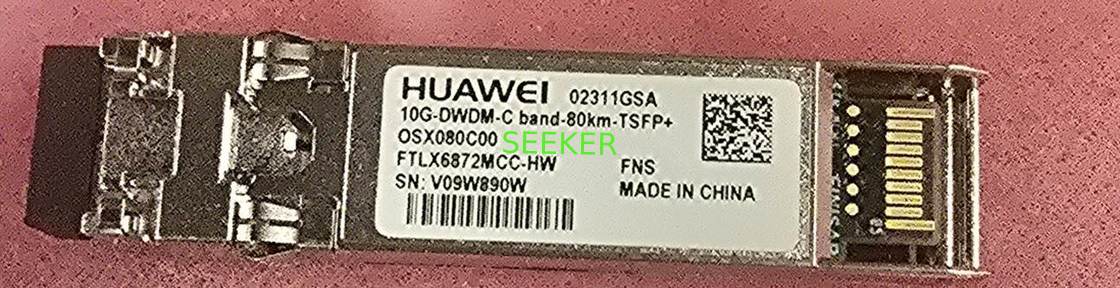 HUAWEI 02311GSA
10G-DWDM-C band-80km-TSFP+
OSX080C00
SEEKER
FTLX6872MCC-HW FNS
SN: V09W890W MADE IN CHINA